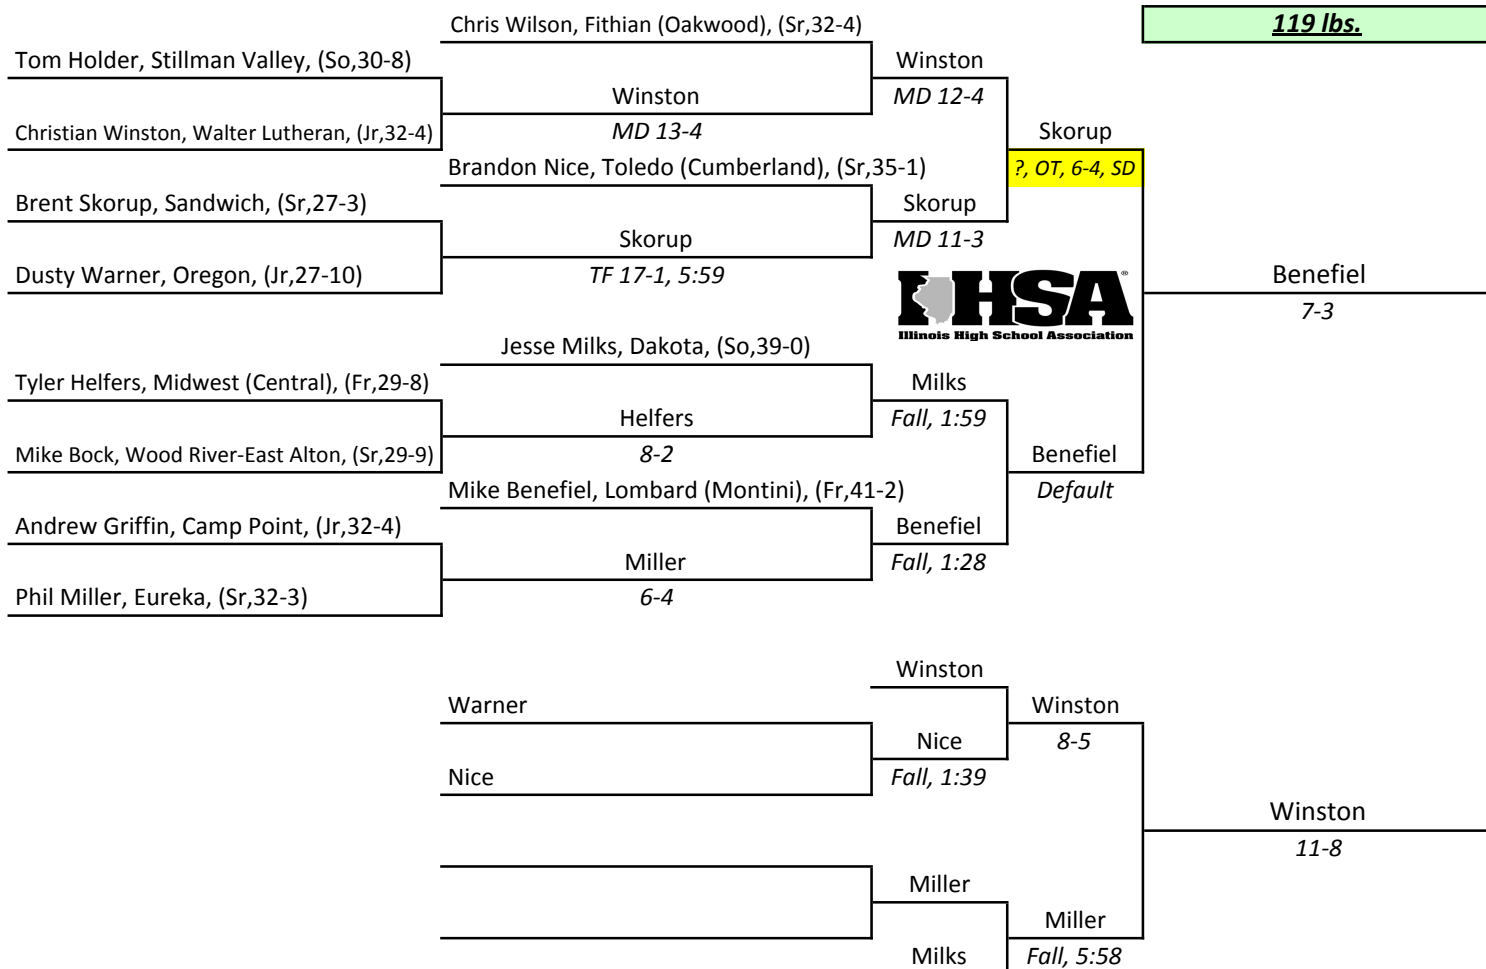 Chris Wilson, Fithian (Oakwood), (Sr,32-4)
119 lbs.
Tom Holder, Stillman Valley, (So,30-8)
Winston
Winston
MD 12-4
Christian Winston, Walter Lutheran, (Jr,32-4)
MD 13-4
Skorup
Brandon Nice, Toledo (Cumberland), (Sr,35-1)
?, OT, 6-4, SD
Brent Skorup, Sandwich, (Sr,27-3)
Skorup
Skorup
MD 11-3
Dusty Warner, Oregon, (Jr,27-10)
TF 17-1, 5:59
Benefiel
7-3
IHSA®
Illinois High School Association
Jesse Milks, Dakota, (So,39-0)
Tyler Helfers, Midwest (Central), (Fr,29-8)
Milks
Helfers
Fall, 1:59
Mike Bock, Wood River-East Alton, (Sr,29-9)
8-2
Benefiel
Mike Benefiel, Lombard (Montini), (Fr,41-2)
Default
Andrew Griffin, Camp Point, (Jr,32-4)
Benefiel
Miller
Fall, 1:28
Phil Miller, Eureka, (Sr,32-3)
6-4
Winston
Warner
Winston
Nice
8-5
Nice
Fall, 1:39
Winston
11-8
Miller
Miller
Milks
Fall, 5:58